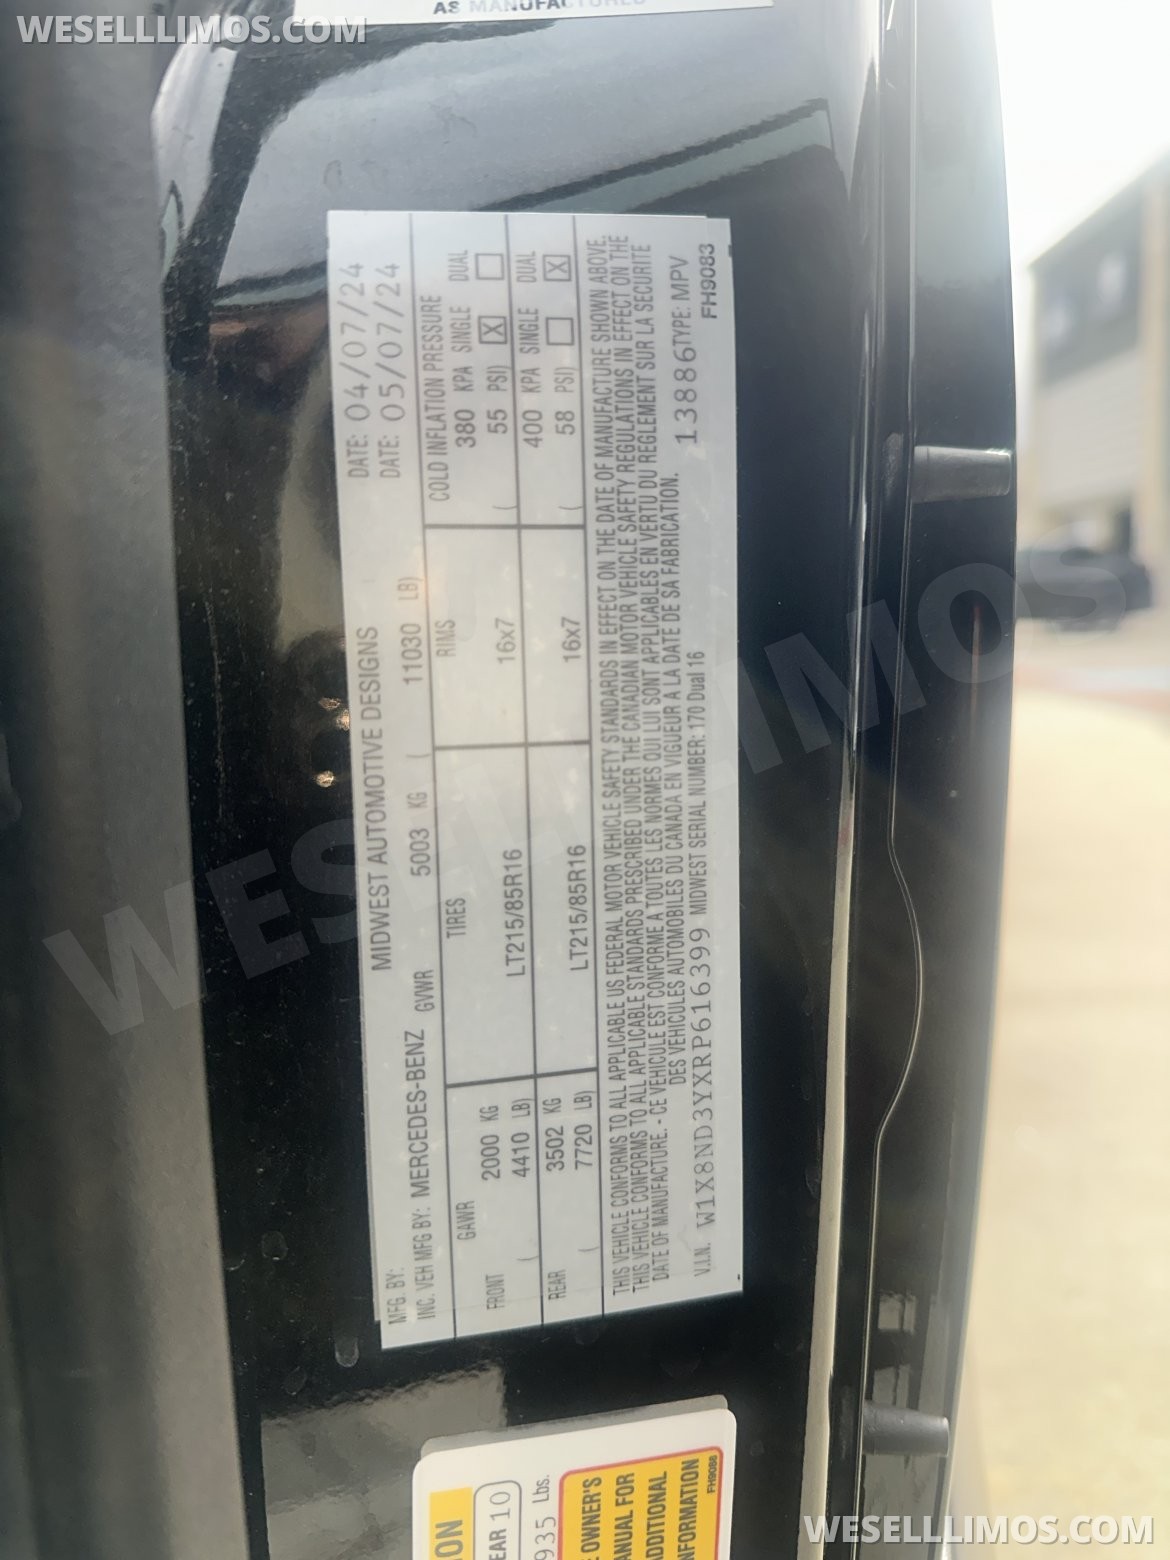 WESELLLIMOS.COM
AS MANUFACTURED
MFG. BY: MIDWEST AUTOMOTIVE DESIGNS DATE: 04/07/24
INC. VEH MFG BY: MERCEDES-BENZ GVWR 5003 KG ( 11030 LB) DATE: 05/07/24
GAWR TIRES RIMS COLD INFLATION PRESSURE
FRONT 2000 KG 380 KPA SINGLE DUAL
( 4410 LB) LT215/85R16 16x7 ( 55 PSI) X
REAR 3502 KG 400 KPA SINGLE DUAL
( 7720 LB) LT215/85R16 16x7 ( 58 PSI) X
THIS VEHICLE CONFORMS TO ALL APPLICABLE US FEDERAL MOTOR VEHICLE SAFETY STANDARDS IN EFFECT ON THE DATE OF MANUFACTURE SHOWN ABOVE.
THIS VEHICLE CONFORMS TO ALL APPLICABLE STANDARDS PRESCRIBED UNDER THE CANADIAN MOTOR VEHICLE SAFETY REGULATIONS IN EFFECT ON THE
DATE OF MANUFACTURE. - CE VEHICULE EST CONFORME A TOUTES LES NORMES QUI LUI SONT APPLICABLES EN VERTU DU REGLEMENT SUR LA SECURITE
DES VEHICULES AUTOMOBILES DU CANADA EN VIGUEUR A LA DATE DE SA FABRICATION.
V.I.N. W1X8ND3YXRP616399 MIDWEST SERIAL NUMBER: 170 Dual 16 13886 TYPE: MPV
FH9083
ION
EAR 10
935 Lbs.
E OWNER'S
ANUAL FOR
ADDITIONAL
NFORMATION
FH9086
WESELLLIMOS.COM